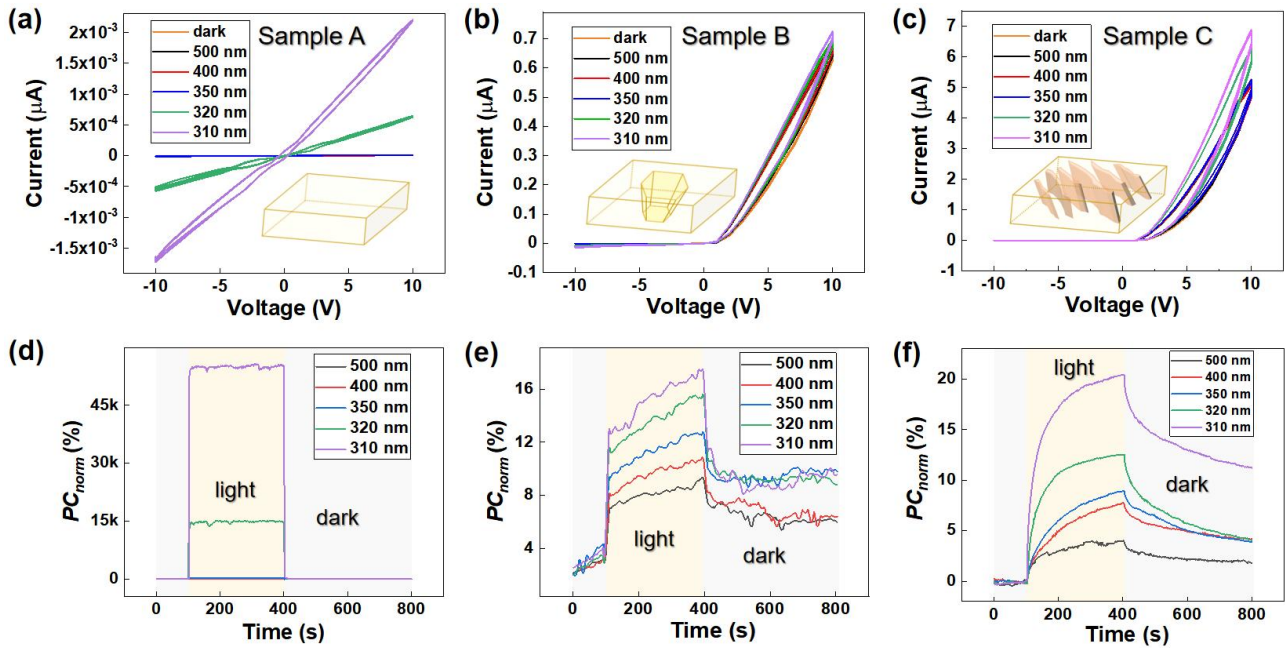 (a)
Sample A
dark
500 nm
400 nm
350 nm
320 nm
310 nm
2x10⁻³
1.5x10⁻³
1x10⁻³
5x10⁻⁴
0
-5x10⁻⁴
-1x10⁻³
-1.5x10⁻³
Current (μA)
-10 -5 0 5 10
Voltage (V)
(b)
Sample B
dark
500 nm
400 nm
350 nm
320 nm
310 nm
0.7
0.6
0.5
0.4
0.3
0.2
0.1
0
-0.1
Current (μA)
-10 -5 0 5 10
Voltage (V)
(c)
Sample C
dark
500 nm
400 nm
350 nm
320 nm
310 nm
7
6
5
4
3
2
1
0
-1
Current (μA)
-10 -5 0 5 10
Voltage (V)
(d)
500 nm
400 nm
350 nm
320 nm
310 nm
45k
30k
15k
0
PCnorm (%)
light
dark
0 200 400 600 800
Time (s)
(e)
500 nm
400 nm
350 nm
320 nm
310 nm
16
12
8
4
PCnorm (%)
light
dark
0 200 400 600 800
Time (s)
(f)
light
500 nm
400 nm
350 nm
320 nm
310 nm
20
15
10
5
0
PCnorm (%)
dark
0 200 400 600 800
Time (s)